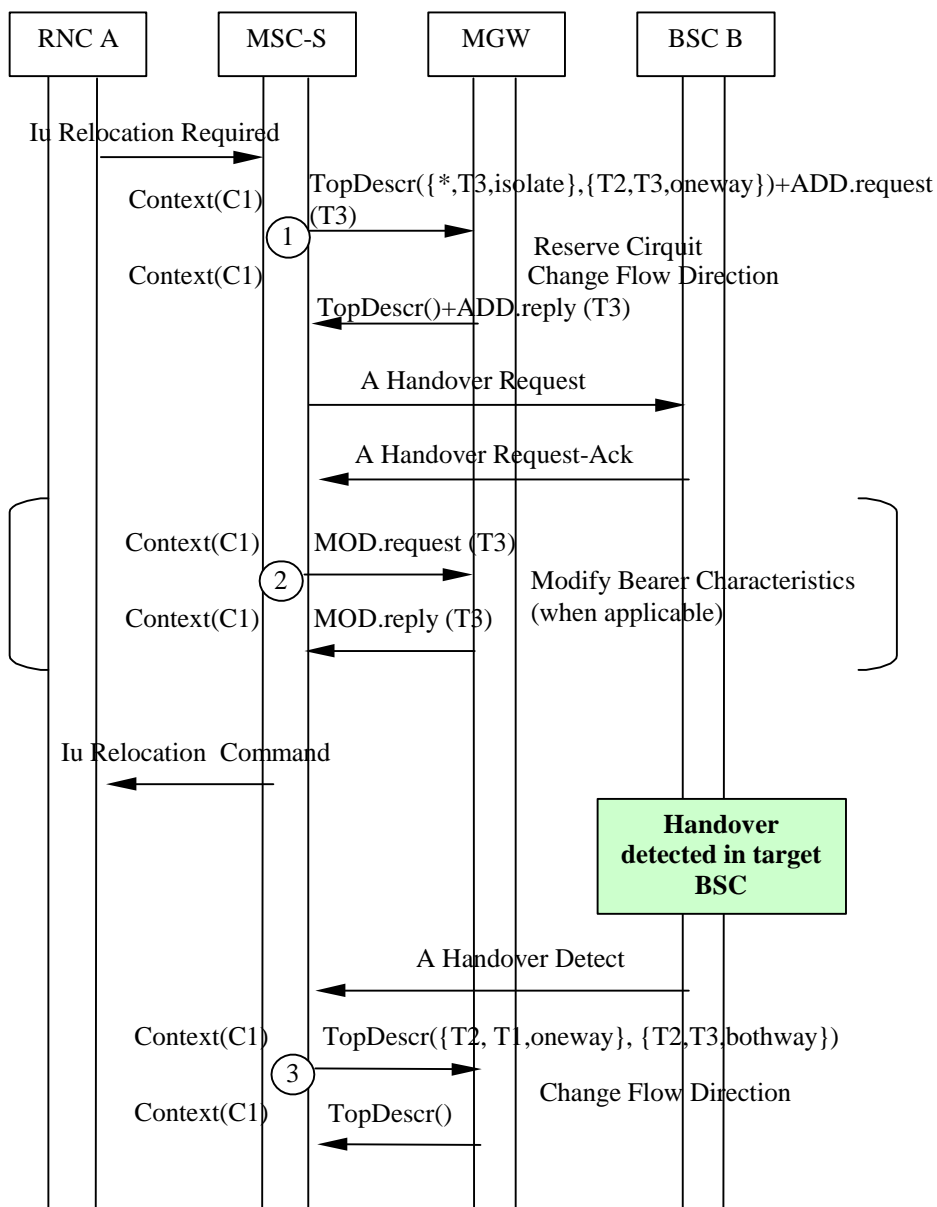 RNC A
MSC-S
MGW
BSC B
Iu Relocation Required
Context(C1)
TopDescr({*,T3,isolate},{T2,T3,oneway})+ADD.request
(T3)
1
Reserve Cirquit
Context(C1)
Change Flow Direction
TopDescr()+ADD.reply (T3)
A Handover Request
A Handover Request-Ack
Context(C1)
MOD.request (T3)
2
Modify Bearer Characteristics
(when applicable)
Context(C1)
MOD.reply (T3)
Iu Relocation Command
Handover
detected in target
BSC
A Handover Detect
Context(C1)
TopDescr({T2, T1,oneway}, {T2,T3,bothway})
3
Change Flow Direction
Context(C1)
TopDescr()